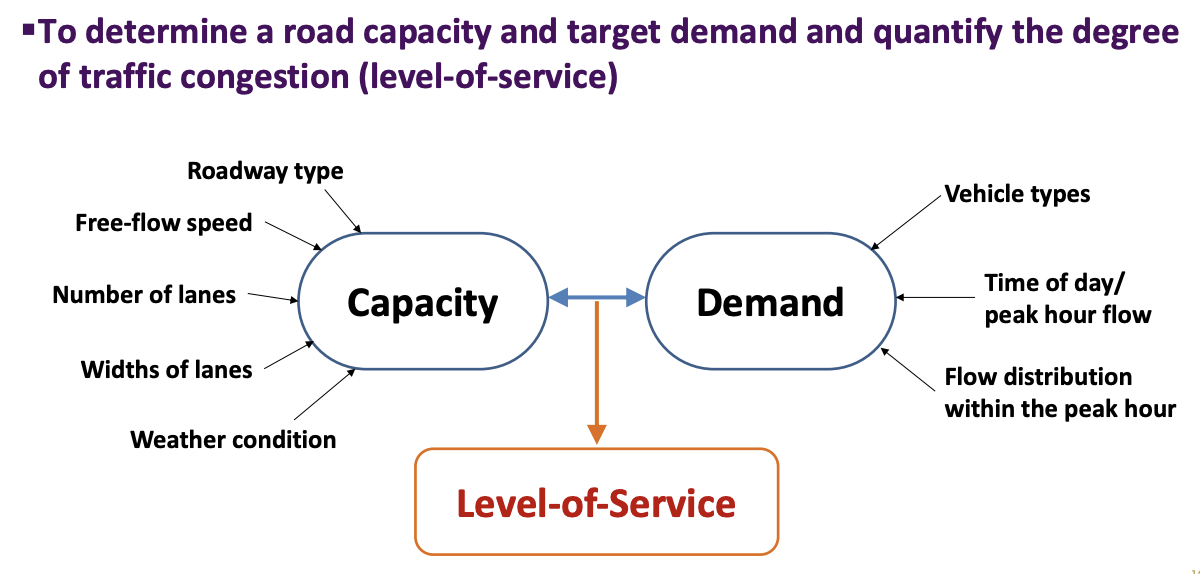 ▪To determine a road capacity and target demand and quantify the degree
of traffic congestion (level-of-service)
Roadway type
Free-flow speed
Number of lanes
Widths of lanes
Weather condition
Capacity
Demand
Vehicle types
Time of day/
peak hour flow
Flow distribution
within the peak hour
Level-of-Service